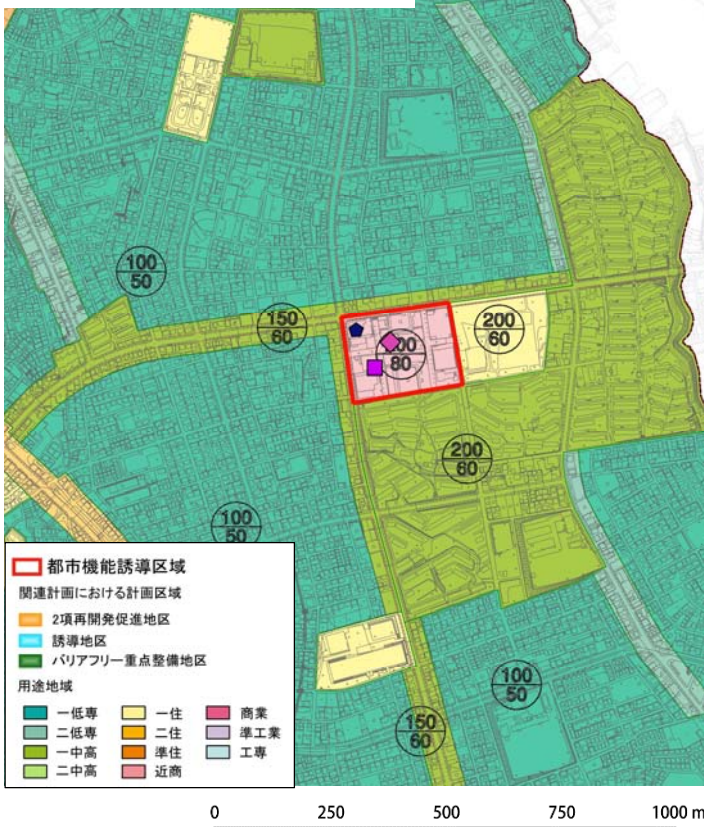 100
50
150
60
200
60
80
200
60
100
50
100
50
150
60
都市機能誘導区域
関連計画における計画区域
2項再開発促進地区
誘導地区
バリアフリー重点整備地区
用途地域
一低専 一住 商業
二低専 二住 準工業
一中高 準住 工専
二中高 近商
0 250 500 750 1000 m